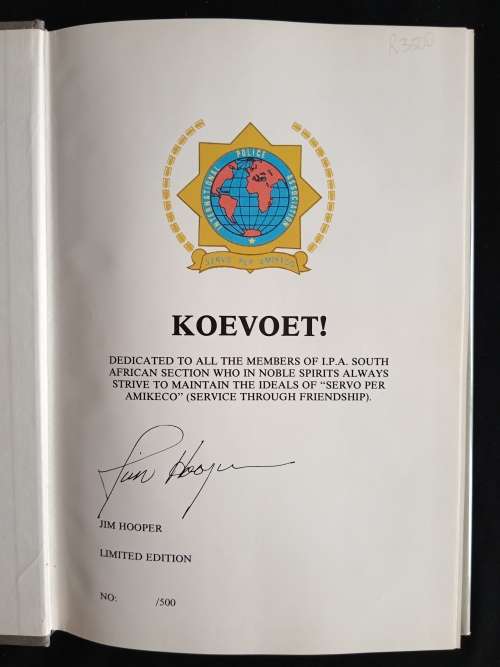 R3500
INTERNATIONAL POLICE ASSOCIATION
SERVO PER AMIKECO
KOEVOET!
DEDICATED TO ALL THE MEMBERS OF I.P.A. SOUTH
AFRICAN SECTION WHO IN NOBLE SPIRITS ALWAYS
STRIVE TO MAINTAIN THE IDEALS OF “SERVO PER
AMIKECO” (SERVICE THROUGH FRIENDSHIP).
Jim Hooper
JIM HOOPER
LIMITED EDITION
NO: /500